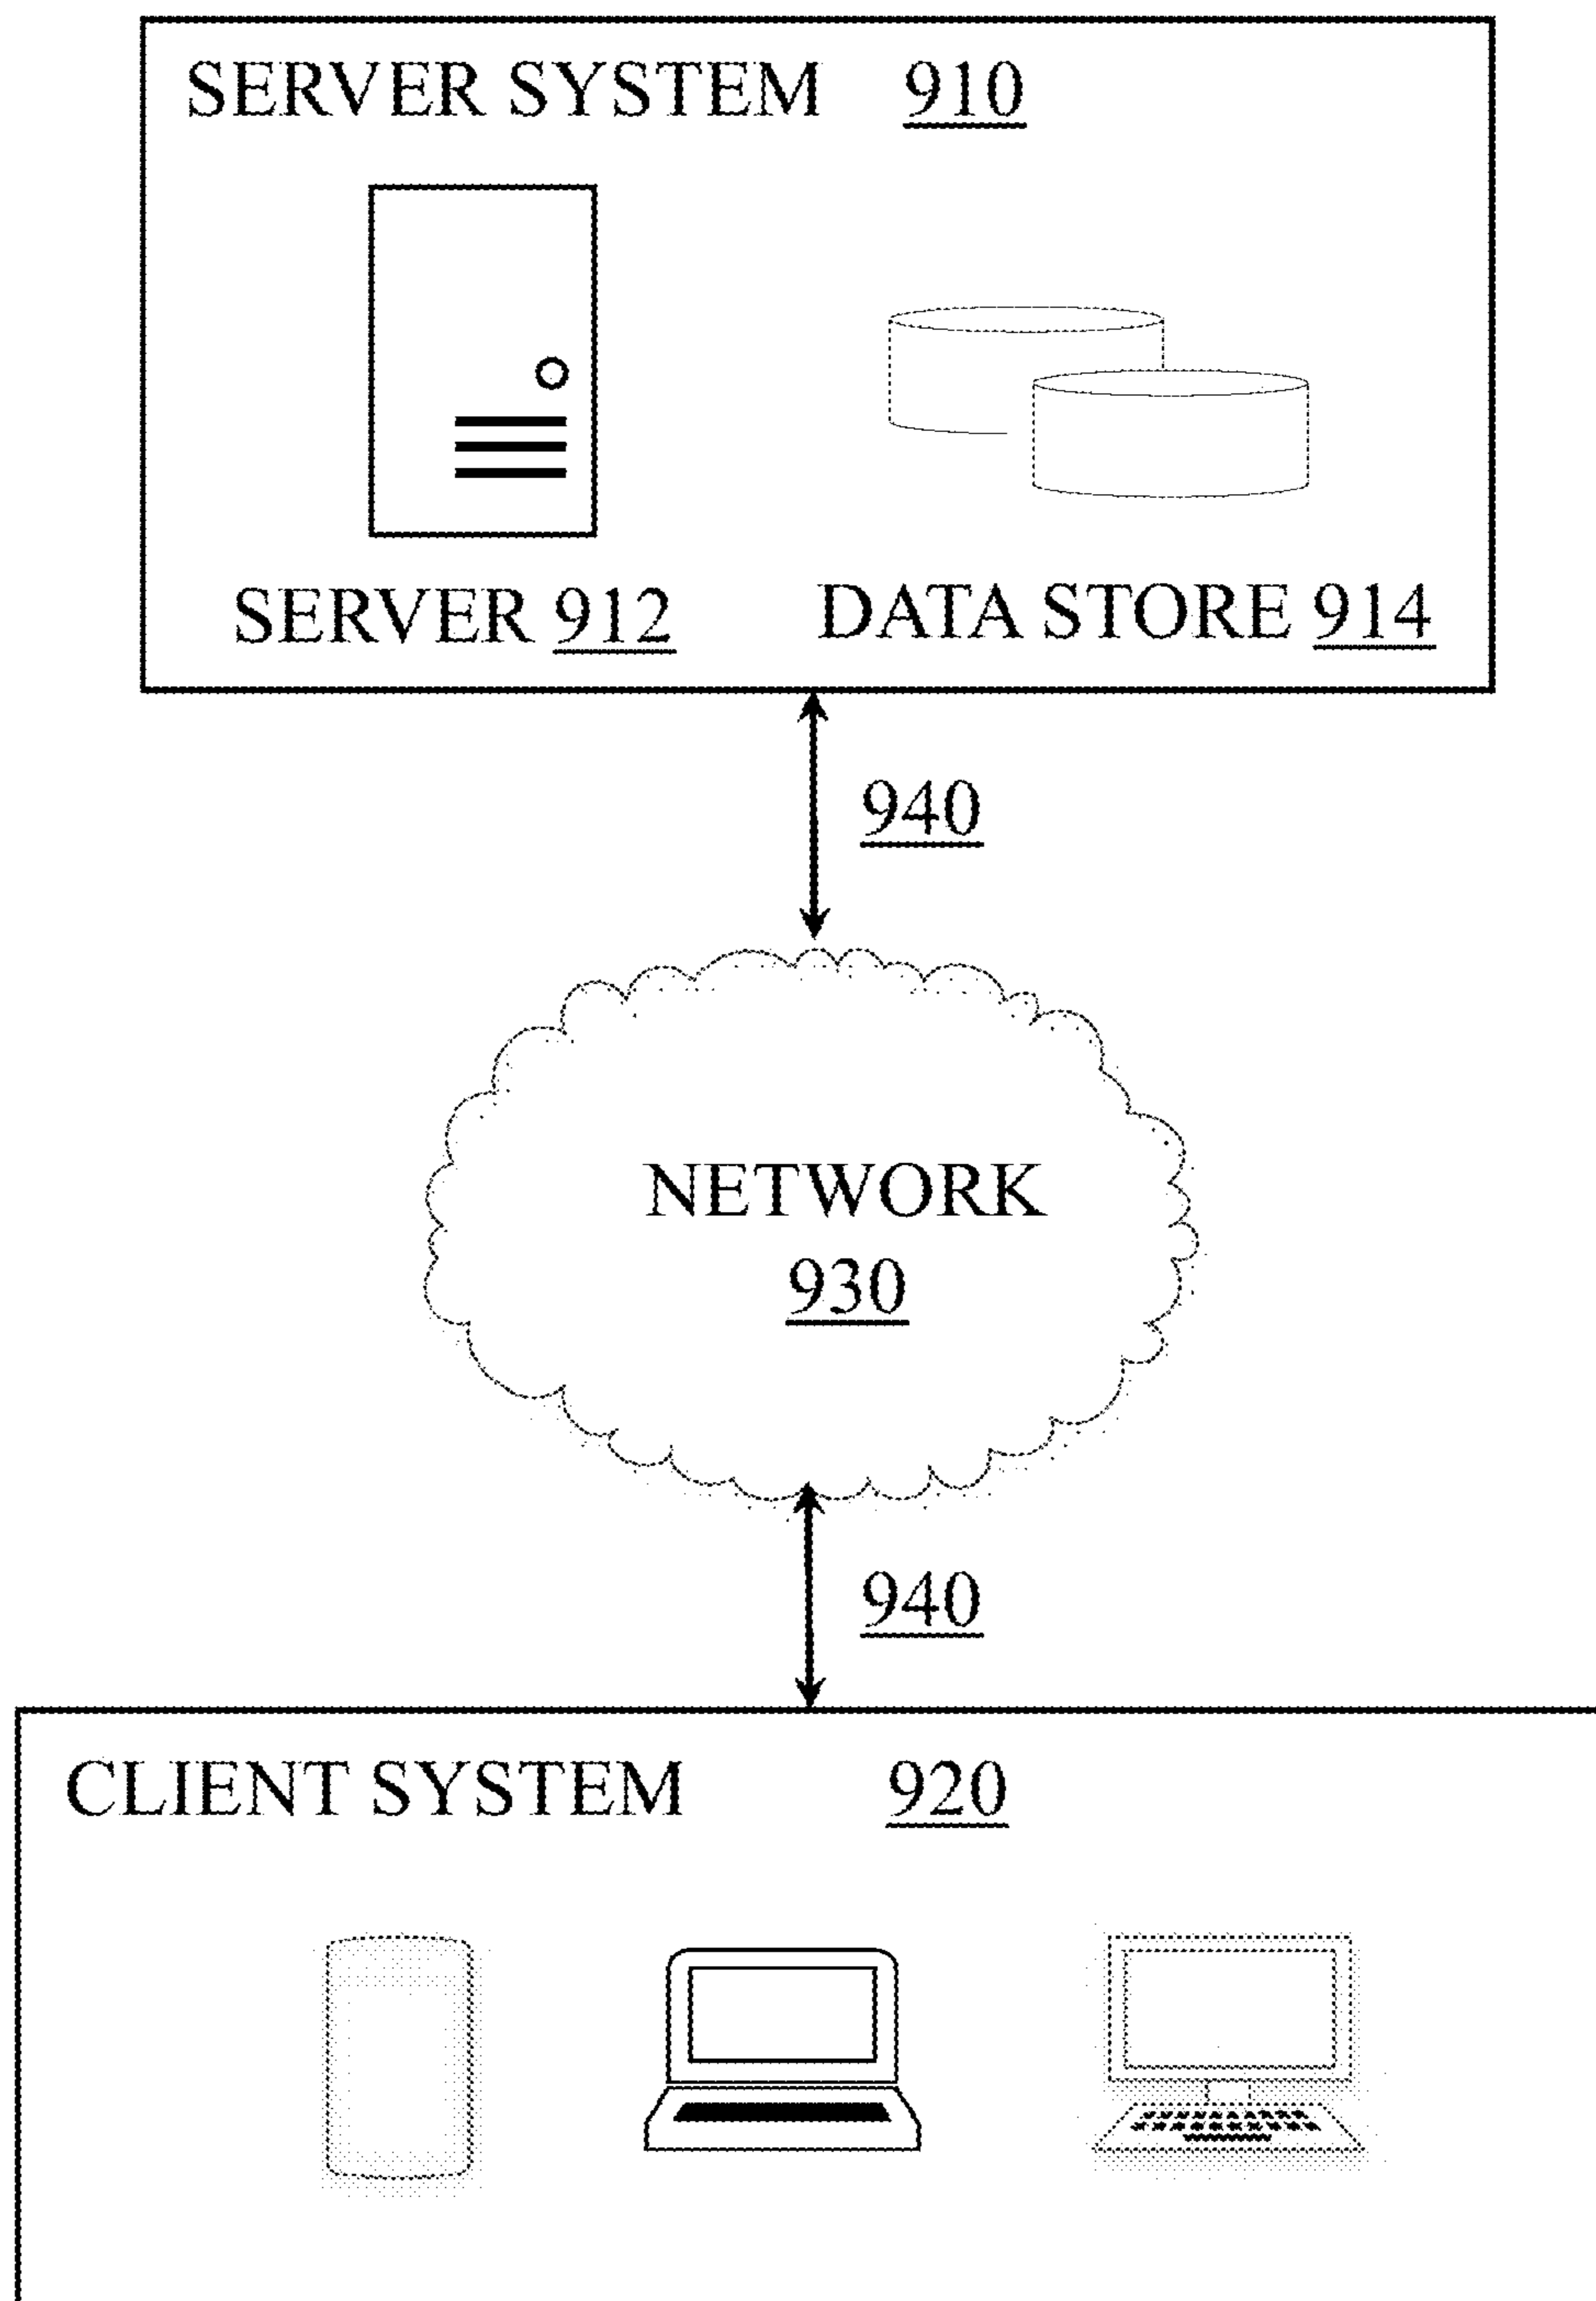 SERVER SYSTEM 910
SERVER 912
DATA STORE 914
940
NETWORK
930
940
CLIENT SYSTEM 920